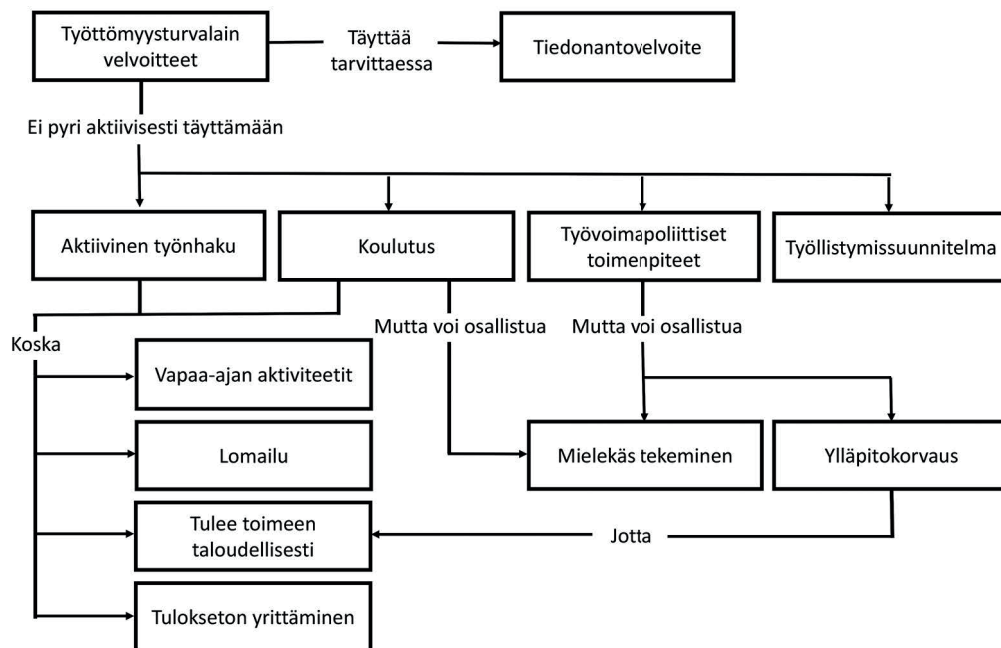 Työttömyysturvalain
velvoitteet
Täyttää
tarvittaessa
Tiedonantovelvoite
Ei pyri aktiivisesti täyttämään
Aktiivinen työnhaku
Koulutus
Työvoimapoliittiset
toimenpiteet
Työllistymissuunnitelma
Koska
Mutta voi osallistua
Mutta voi osallistua
Vapaa-ajan aktiviteetit
Lomailu
Mielekäs tekeminen
Ylläpitokorvaus
Tulee toimeen
taloudellisesti
Jotta
Tulokseton yrittäminen